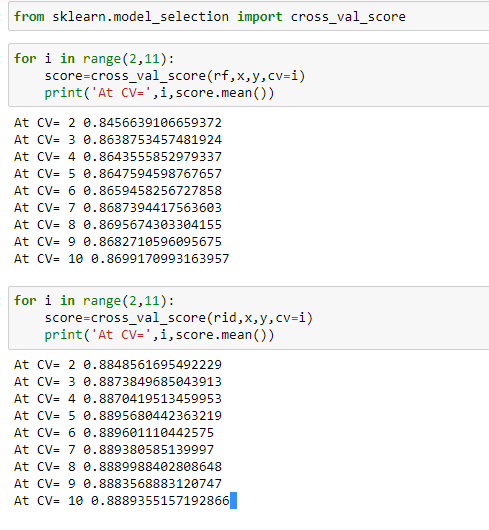 from sklearn.model_selection import cross_val_score
for i in range(2,11):
    score=cross_val_score(rf,x,y,cv=i)
    print('At CV=',i,score.mean())
At CV= 2 0.8456639106659372
At CV= 3 0.8638753457481924
At CV= 4 0.8643555852979337
At CV= 5 0.8647594598767657
At CV= 6 0.8659458256727858
At CV= 7 0.8687394417563603
At CV= 8 0.8695674303304155
At CV= 9 0.8682710596095675
At CV= 10 0.8699170993163957
for i in range(2,11):
    score=cross_val_score(rid,x,y,cv=i)
    print('At CV=',i,score.mean())
At CV= 2 0.8848561695492229
At CV= 3 0.8873849685043913
At CV= 4 0.8870419513459953
At CV= 5 0.8895680442363219
At CV= 6 0.889601110442575
At CV= 7 0.889380585139997
At CV= 8 0.8889988402808648
At CV= 9 0.8883568883120747
At CV= 10 0.8889355157192866